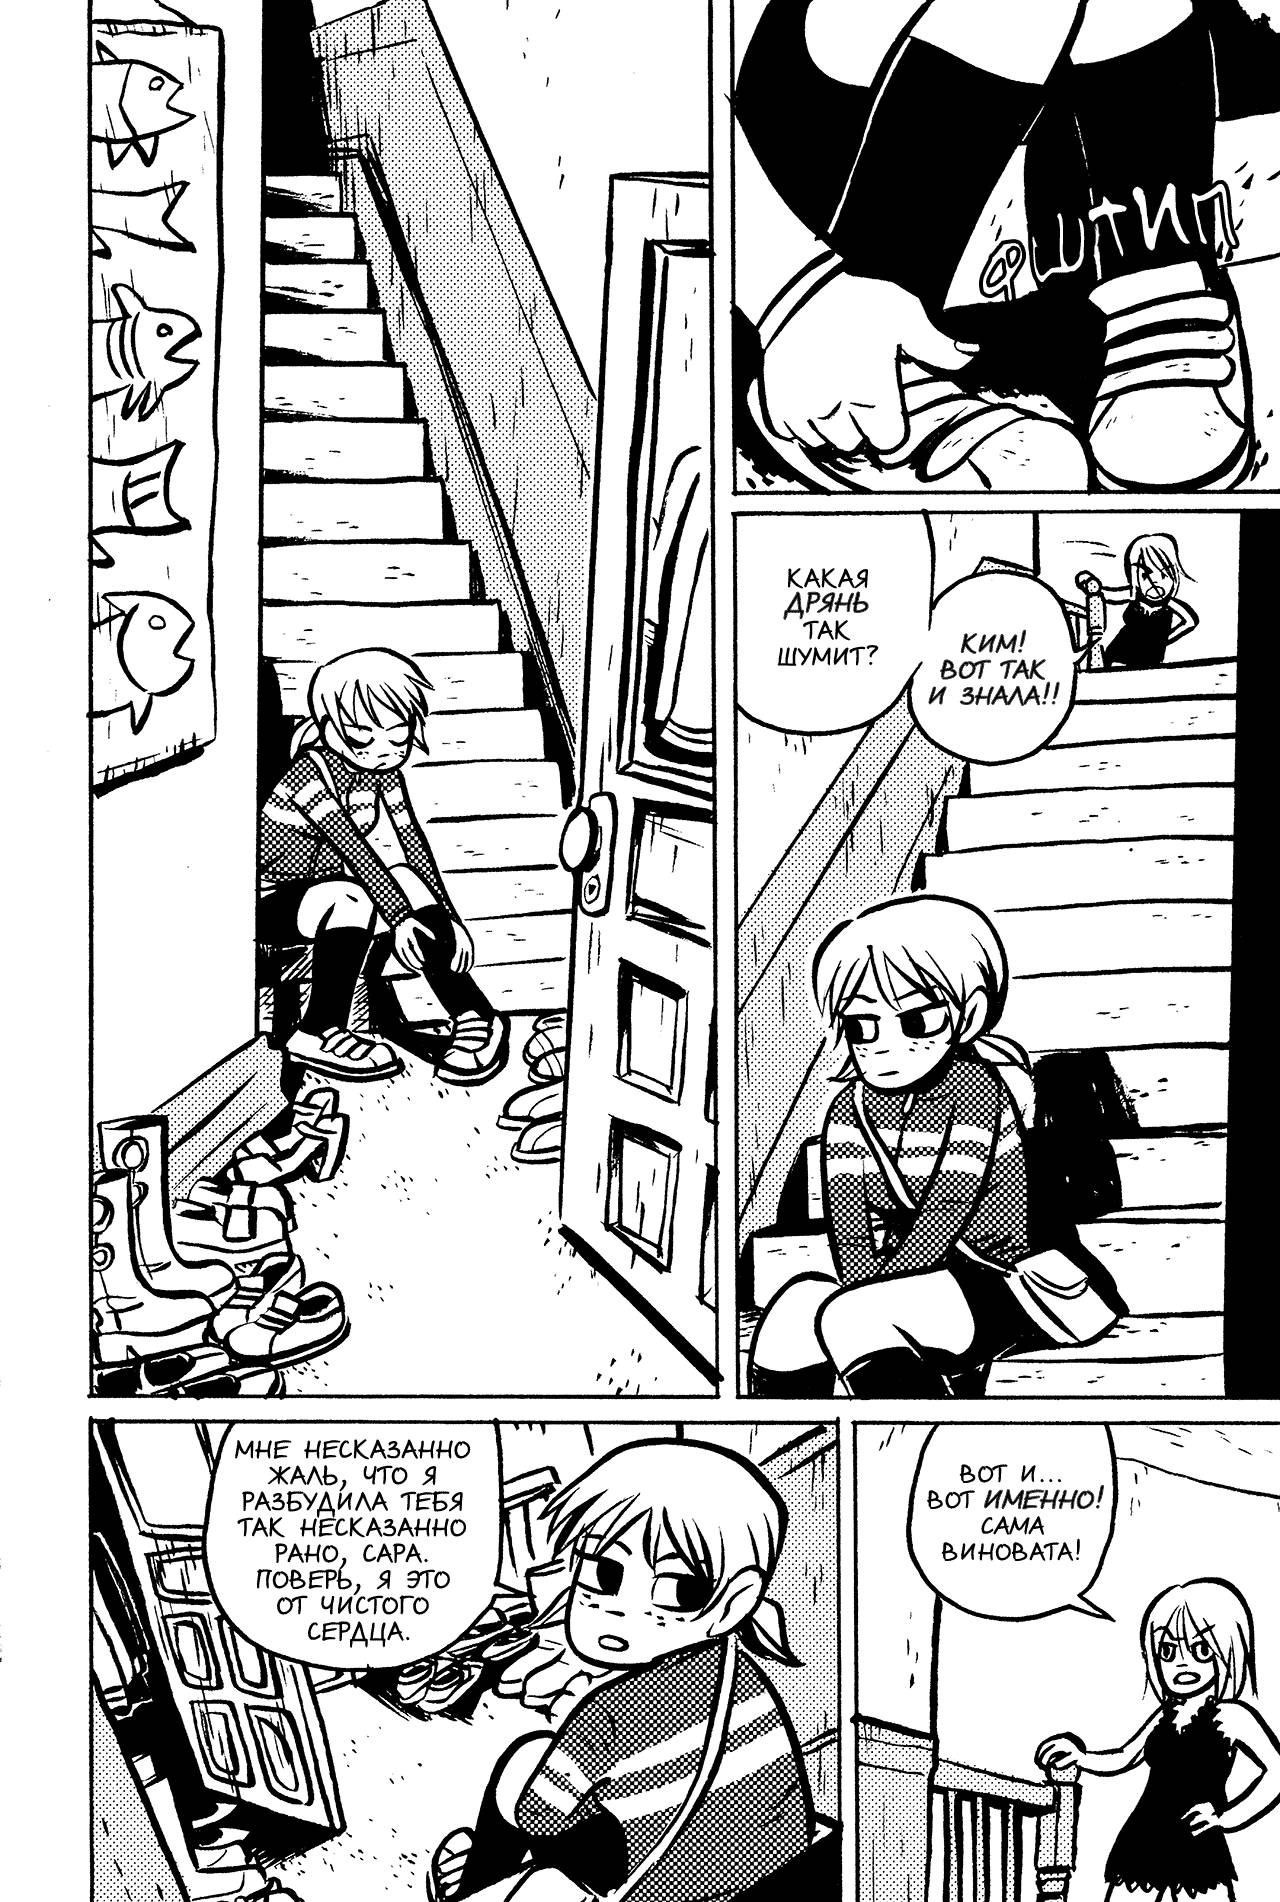 ФШТИП
КАКАЯ
ДРЯНЬ
ТАК
ШУМИТ?
КИМ!
ВОТ ТАК
И ЗНАЛА!!
МНЕ НЕСКАЗАННО
ЖАЛЬ, ЧТО Я
РАЗБУДИЛА ТЕБЯ
ТАК НЕСКАЗАННО
РАНО, САРА.
ПОВЕРЬ, Я ЭТО
ОТ ЧИСТОГО
СЕРДЦА.
ВОТ И...
ВОТ ИМЕННО!
САМА
ВИНОВАТА!